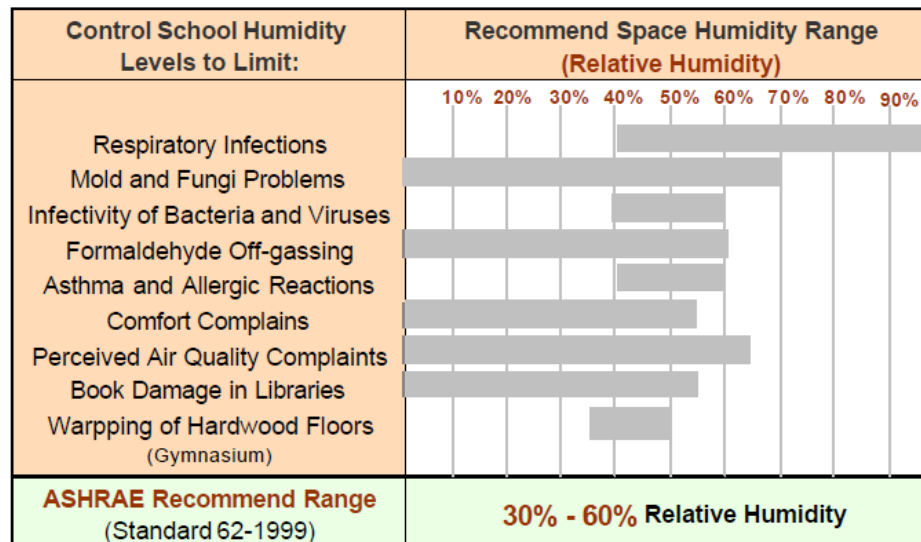 Control School Humidity
Levels to Limit:
Recommend Space Humidity Range
(Relative Humidity)
10% 20% 30% 40% 50% 60% 70% 80% 90%
Respiratory Infections
Mold and Fungi Problems
Infectivity of Bacteria and Viruses
Formaldehyde Off-gassing
Asthma and Allergic Reactions
Comfort Complains
Perceived Air Quality Complaints
Book Damage in Libraries
Warpping of Hardwood Floors
(Gymnasium)
ASHRAE Recommend Range
(Standard 62-1999)
30% - 60% Relative Humidity